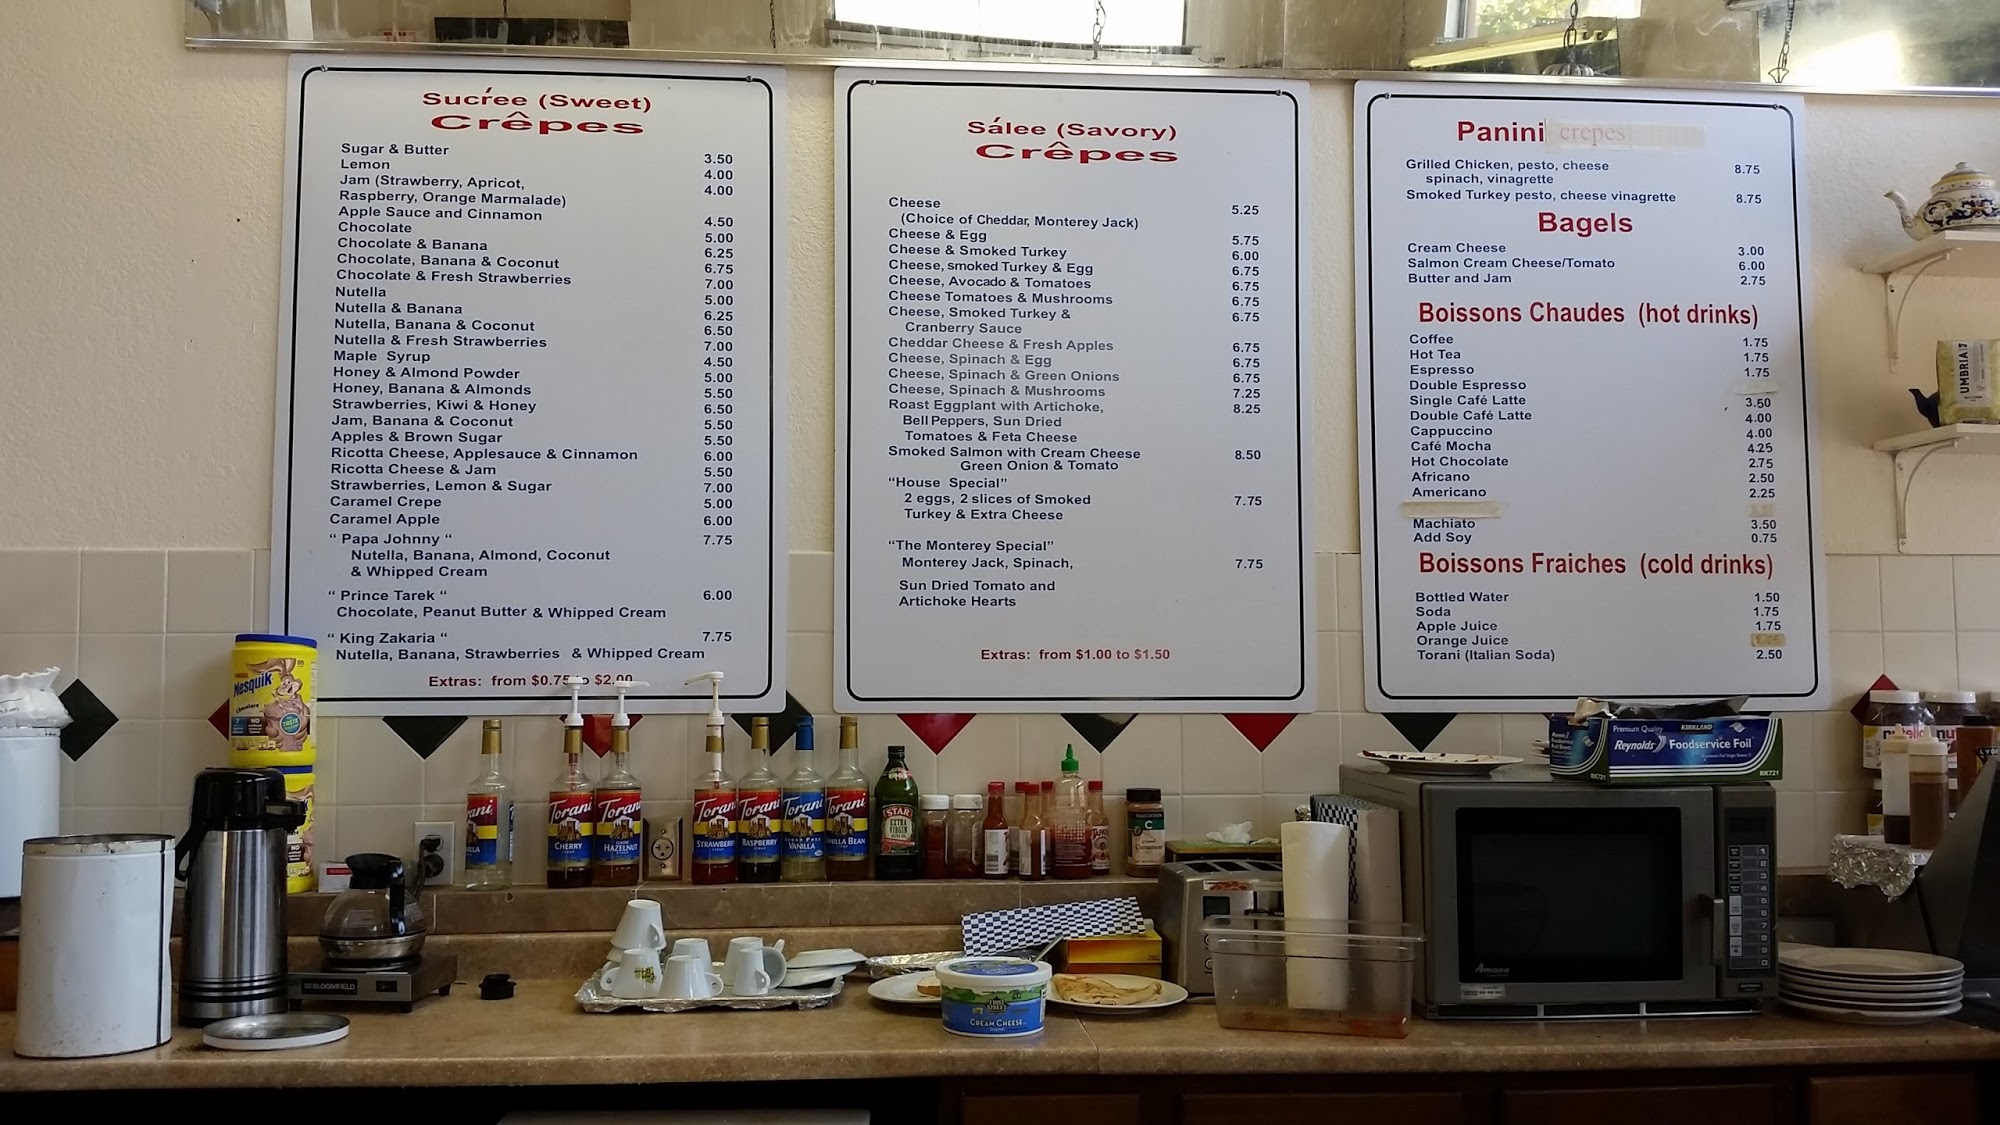 Sucŕee (Sweet)
Crêpes
Sugar & Butter 3.50
Lemon 4.00
Jam (Strawberry, Apricot, 4.00
Raspberry, Orange Marmalade)
Apple Sauce and Cinnamon 4.50
Chocolate 5.00
Chocolate & Banana 6.25
Chocolate, Banana & Coconut 6.75
Chocolate & Fresh Strawberries 7.00
Nutella 5.00
Nutella & Banana 6.25
Nutella, Banana & Coconut 6.50
Nutella & Fresh Strawberries 7.00
Maple Syrup 4.50
Honey & Almond Powder 5.00
Honey, Banana & Almonds 5.50
Strawberries, Kiwi & Honey 6.50
Jam, Banana & Coconut 5.50
Apples & Brown Sugar 5.50
Ricotta Cheese, Applesauce & Cinnamon 6.00
Ricotta Cheese & Jam 5.50
Strawberries, Lemon & Sugar 7.00
Caramel Crepe 5.00
Caramel Apple 6.00
“ Papa Johnny “ 7.75
Nutella, Banana, Almond, Coconut
& Whipped Cream
“ Prince Tarek “ 6.00
Chocolate, Peanut Butter & Whipped Cream
“ King Zakaria “ 7.75
Nutella, Banana, Strawberries & Whipped Cream
Extras: from $0.75 to $2.00
Sálee (Savory)
Crêpes
Cheese 5.25
(Choice of Cheddar, Monterey Jack)
Cheese & Egg 5.75
Cheese & Smoked Turkey 6.00
Cheese, smoked Turkey & Egg 6.75
Cheese, Avocado & Tomatoes 6.75
Cheese Tomatoes & Mushrooms 6.75
Cheese, Smoked Turkey & 6.75
Cranberry Sauce
Cheddar Cheese & Fresh Apples 6.75
Cheese, Spinach & Egg 6.75
Cheese, Spinach & Green Onions 6.75
Cheese, Spinach & Mushrooms 7.25
Roast Eggplant with Artichoke, 8.25
Bell Peppers, Sun Dried
Tomatoes & Feta Cheese
Smoked Salmon with Cream Cheese 8.50
Green Onion & Tomato
“House Special”
2 eggs, 2 slices of Smoked 7.75
Turkey & Extra Cheese
“The Monterey Special”
Monterey Jack, Spinach, 7.75
Sun Dried Tomato and
Artichoke Hearts
Extras: from $1.00 to $1.50
Panini crepes
Grilled Chicken, pesto, cheese 8.75
spinach, vinagrette
Smoked Turkey pesto, cheese vinagrette 8.75
Bagels
Cream Cheese 3.00
Salmon Cream Cheese/Tomato 6.00
Butter and Jam 2.75
Boissons Chaudes (hot drinks)
Coffee 1.75
Hot Tea 1.75
Espresso 1.75
Double Espresso
Single Café Latte 3.50
Double Café Latte 4.00
Cappuccino 4.00
Café Mocha 4.25
Hot Chocolate 2.75
Africano 2.50
Americano 2.25
Machiato 3.50
Add Soy 0.75
Boissons Fraiches (cold drinks)
Bottled Water 1.50
Soda 1.75
Apple Juice 1.75
Orange Juice
Torani (Italian Soda) 2.50
UMBRIA
Nesquik
Chocolate
BLOOMFIELD
Torani
Torani
CHERRY
Torani
HAZELNUT
Torani
STRAWBERRY
Torani
RASPBERRY
Torani
SUGAR FREE
VANILLA
Torani
VANILLA BEAN
STAR
EXTRA
VIRGIN
CREAM CHEESE
Premium Quality KIRKLAND
Reynolds Foodservice Foil
RK721
RK721
Amana
nutella